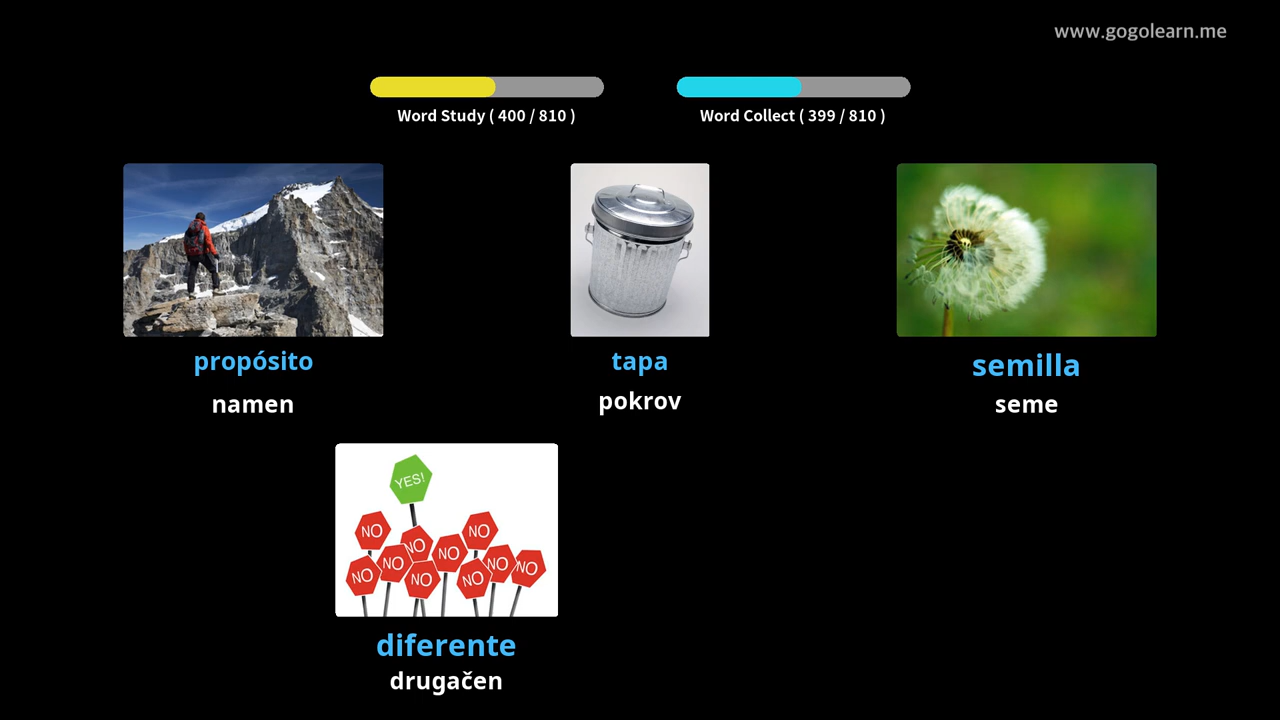 www.gogolearn.me
Word Study ( 400 / 810 )
Word Collect ( 399 / 810 )
propósito
namen
tapa
pokrov
semilla
seme
YES!
NO
NO
NO
NO
NO
NO
NO
NO
NO
NO
diferente
drugačen